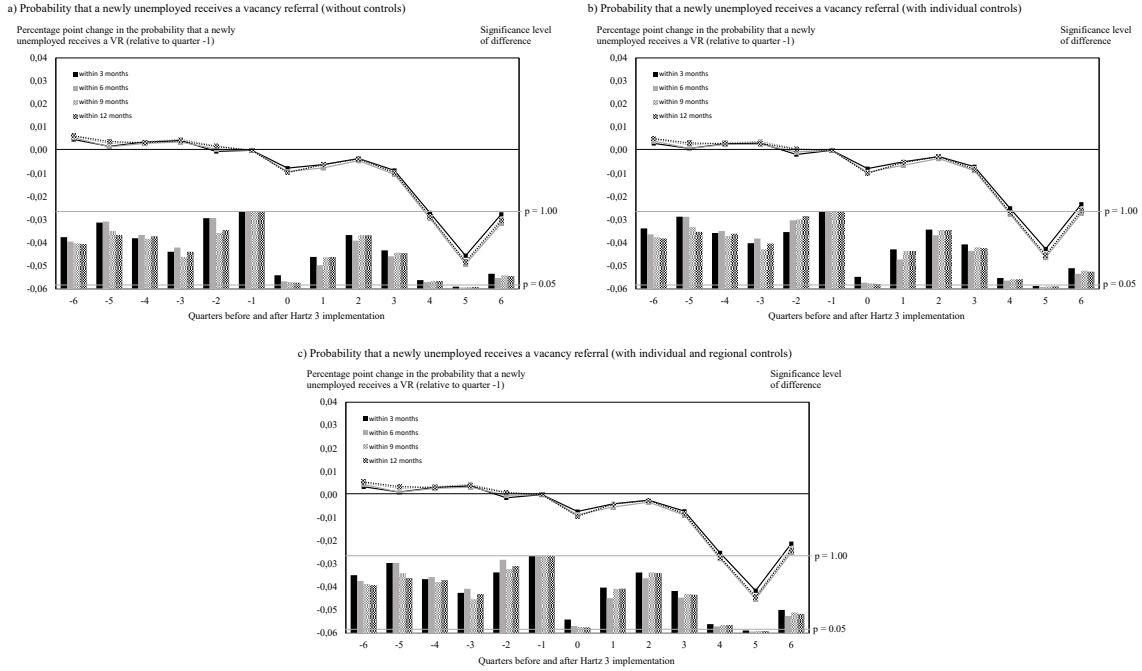 a) Probability that a newly unemployed receives a vacancy referral (without controls)
Percentage point change in the probability that a newly
unemployed receives a VR (relative to quarter -1)
Significance level
of difference
0,04
0,03
0,02
0,01
0,00
-0,01
-0,02
-0,03
-0,04
-0,05
-0,06
within 3 months
within 6 months
within 9 months
within 12 months
p = 1.00
p = 0.05
-6 -5 -4 -3 -2 -1 0 1 2 3 4 5 6
Quarters before and after Hartz 3 implementation
b) Probability that a newly unemployed receives a vacancy referral (with individual controls)
Percentage point change in the probability that a newly
unemployed receives a VR (relative to quarter -1)
Significance level
of difference
0,04
0,03
0,02
0,01
0,00
-0,01
-0,02
-0,03
-0,04
-0,05
-0,06
within 3 months
within 6 months
within 9 months
within 12 months
p = 1.00
p = 0.05
-6 -5 -4 -3 -2 -1 0 1 2 3 4 5 6
Quarters before and after Hartz 3 implementation
c) Probability that a newly unemployed receives a vacancy referral (with individual and regional controls)
Percentage point change in the probability that a newly
unemployed receives a VR (relative to quarter -1)
Significance level
of difference
0,04
0,03
0,02
0,01
0,00
-0,01
-0,02
-0,03
-0,04
-0,05
-0,06
within 3 months
within 6 months
within 9 months
within 12 months
p = 1.00
p = 0.05
-6 -5 -4 -3 -2 -1 0 1 2 3 4 5 6
Quarters before and after Hartz 3 implementation